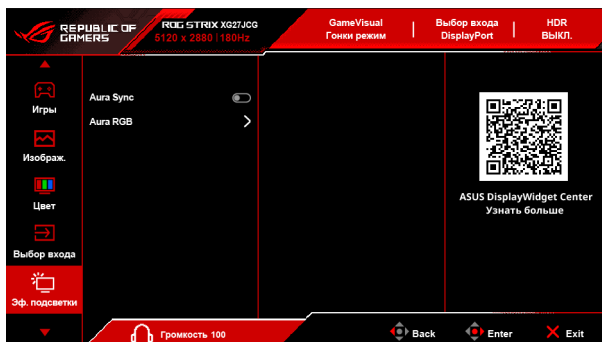 REPUBLIC OF
GAMERS
ROG STRIX XG27JCG
5120 x 2880 | 180Hz
GameVisual
Гонки режим
Выбор входа
DisplayPort
HDR
ВЫКЛ.
Игры
Изображ.
Цвет
Выбор входа
Эф. подсветки
Aura Sync
Aura RGB
ASUS DisplayWidget Center
Узнать больше
Громкость 100
Back
Enter
Exit